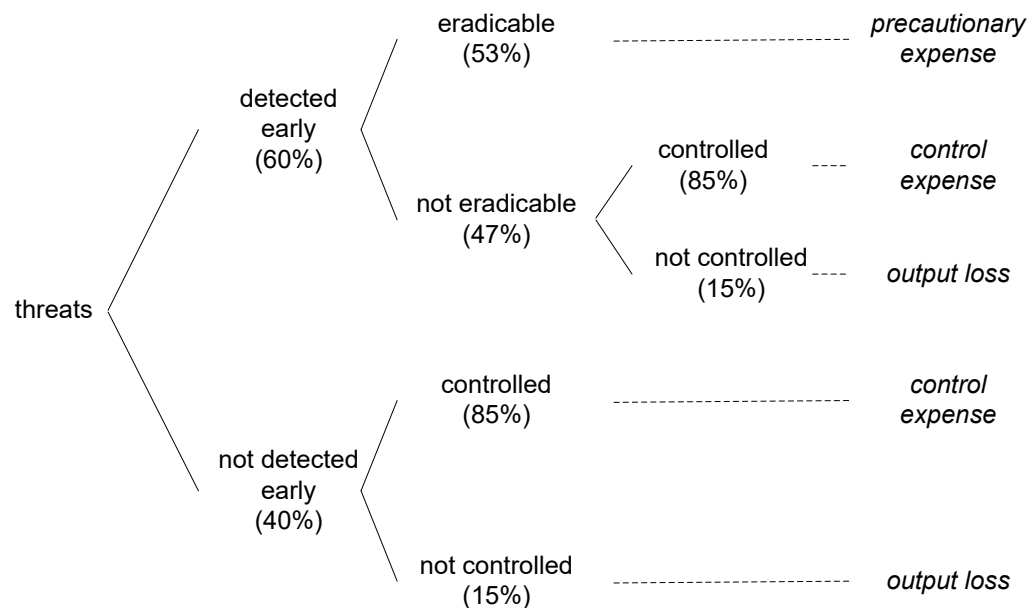 eradicable
(53%)
precautionary
expense
detected
early
(60%)
controlled
(85%)
control
expense
not eradicable
(47%)
not controlled
(15%)
output loss
threats
controlled
(85%)
control
expense
not detected
early
(40%)
not controlled
(15%)
output loss